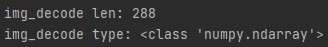 img_decode len: 288
img_decode type: <class 'numpy.ndarray'>